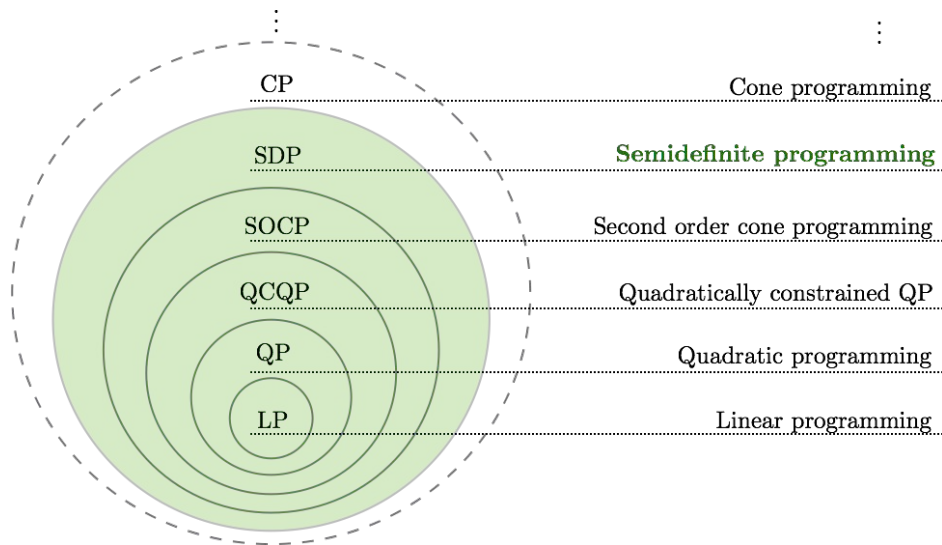 ⋮ ⋮
CP Cone programming
SDP Semidefinite programming
SOCP Second order cone programming
QCQP Quadratically constrained QP
QP Quadratic programming
LP Linear programming